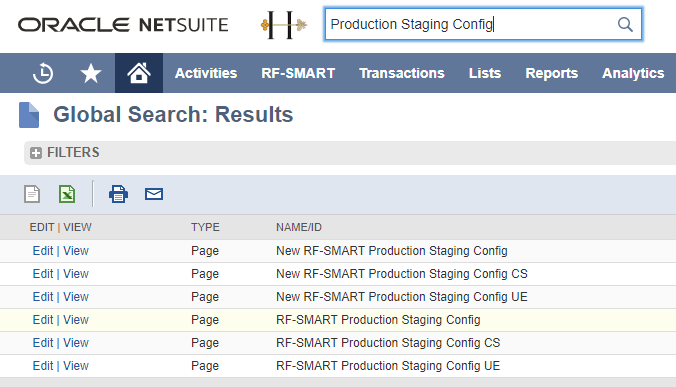 ORACLE NETSUITE H Production Staging Config
Activities RF-SMART Transactions Lists Reports Analytics
Global Search: Results
FILTERS
EDIT | VIEW TYPE NAME/ID
Edit | View Page New RF-SMART Production Staging Config
Edit | View Page New RF-SMART Production Staging Config CS
Edit | View Page New RF-SMART Production Staging Config UE
Edit | View Page RF-SMART Production Staging Config
Edit | View Page RF-SMART Production Staging Config CS
Edit | View Page RF-SMART Production Staging Config UE